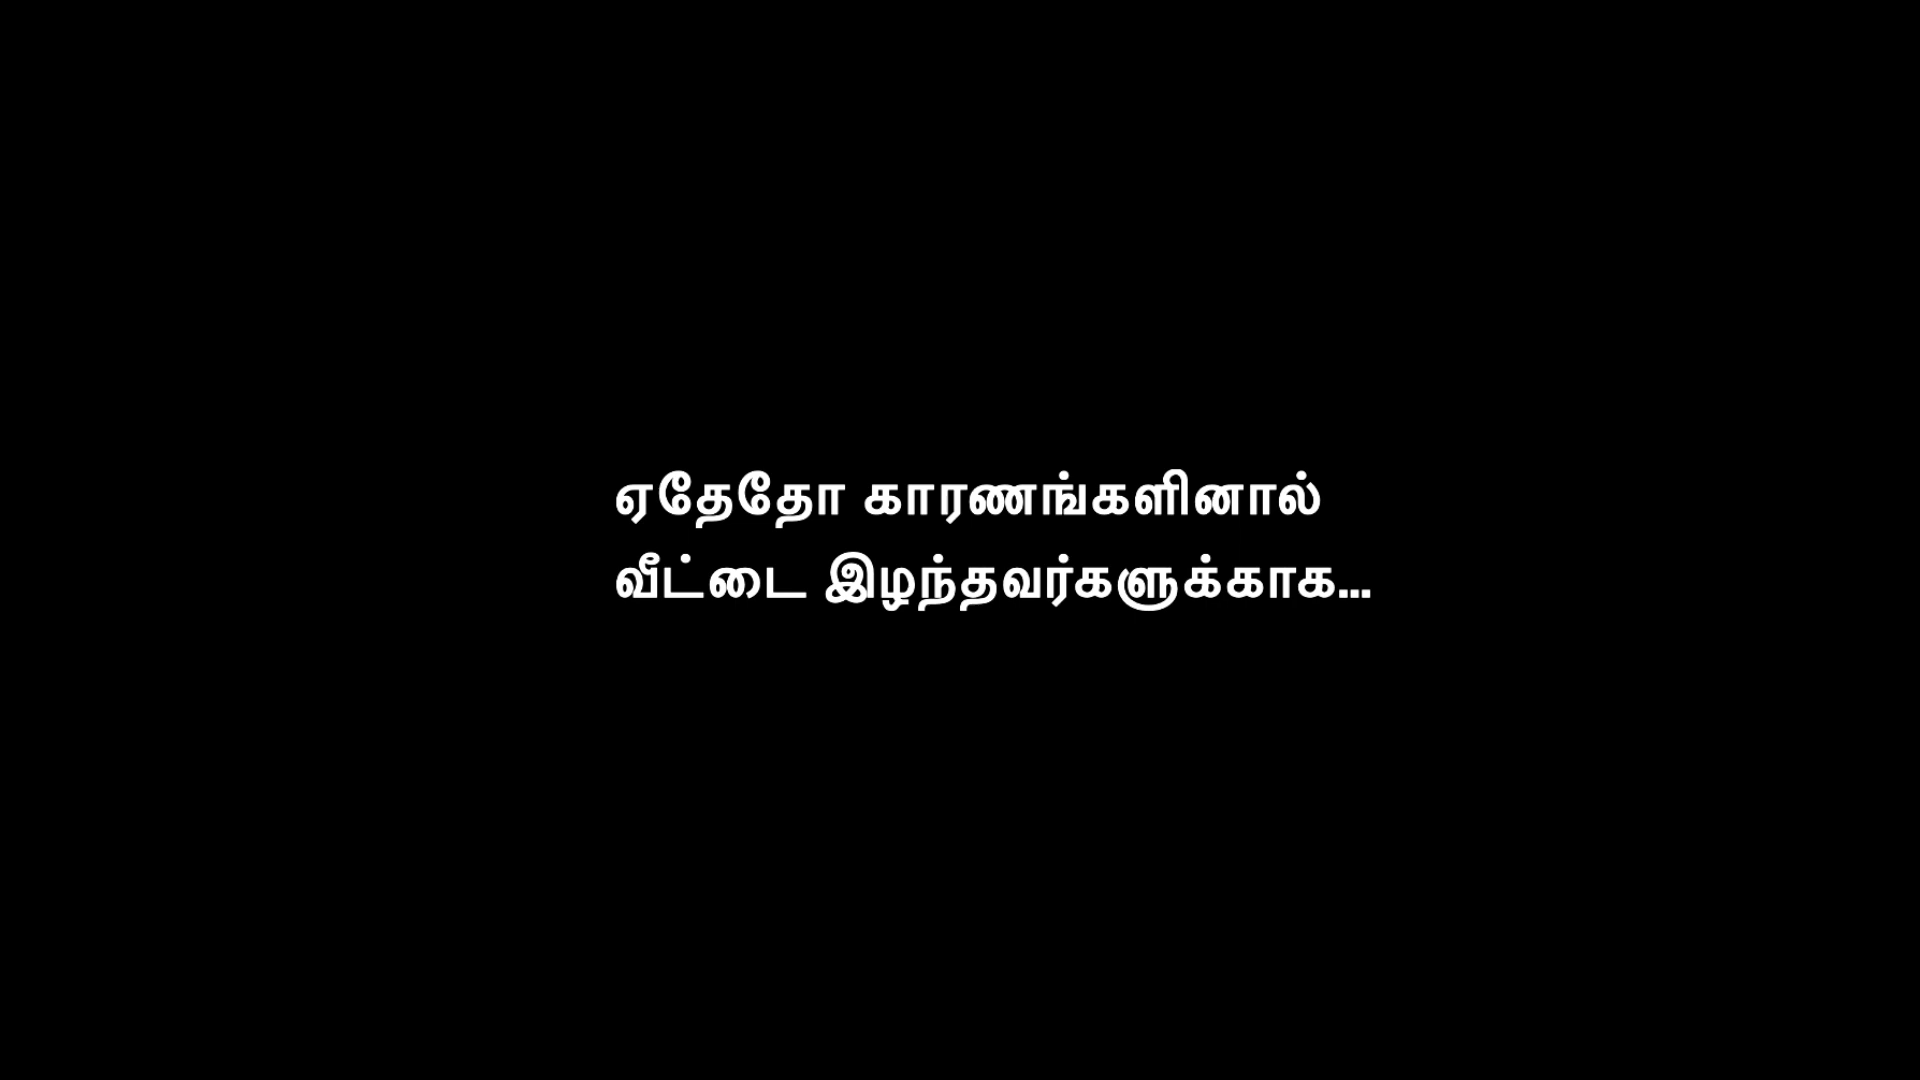 ஏதேதோ காரணங்களினால்
வீட்டை இழந்தவர்களுக்காக...